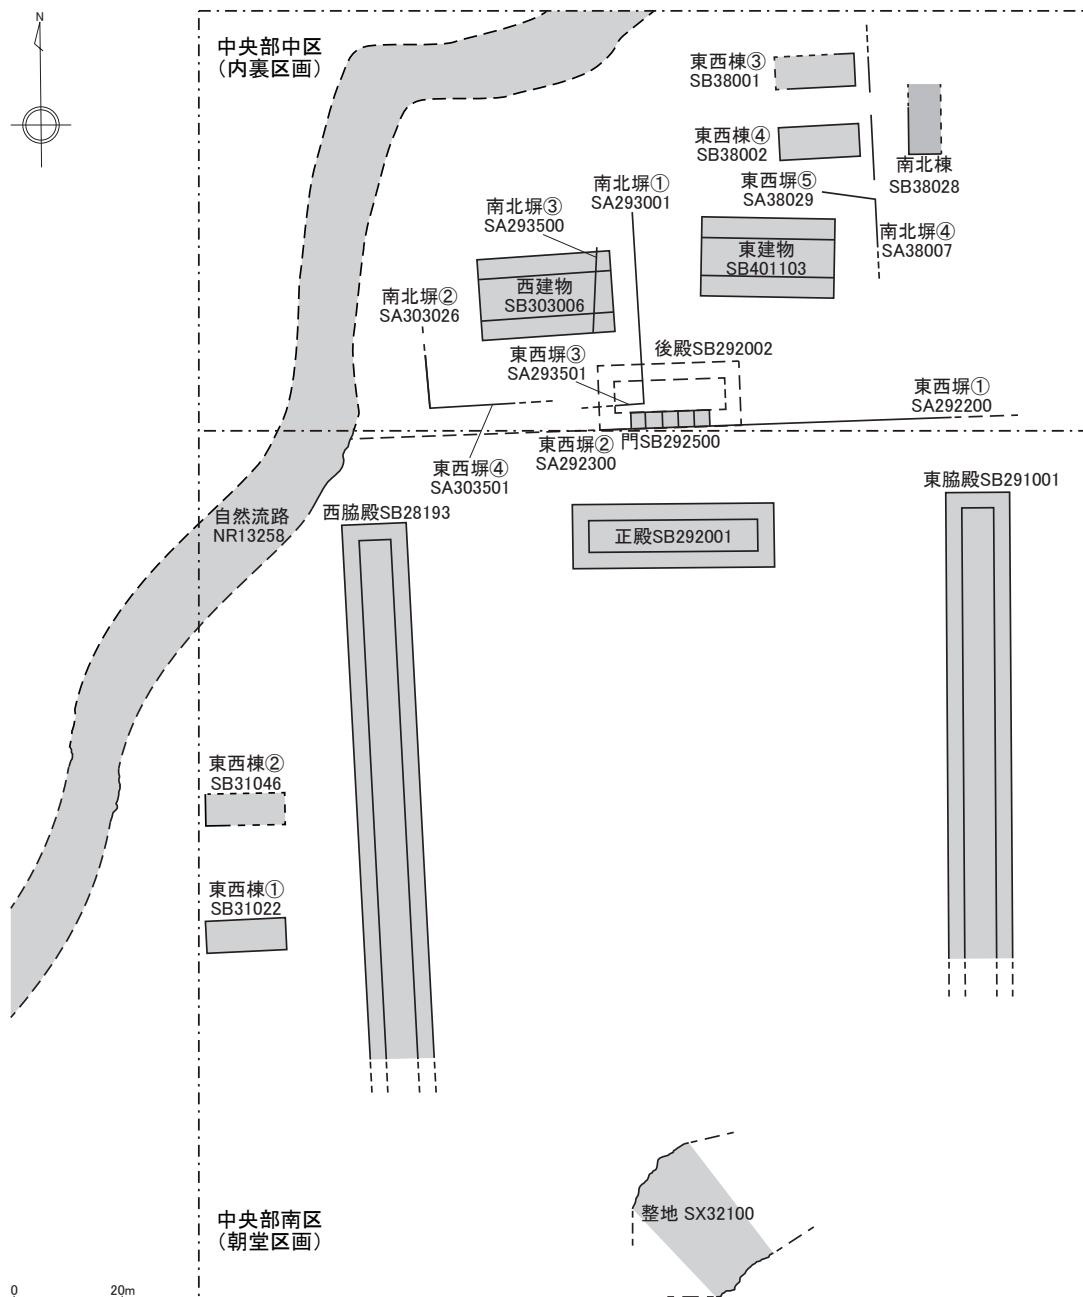 N
中央部中区
（内裏区画）
東西棟③
SB38001
東西棟④
SB38002
南北棟
SB38028
南北塀①
SA293001
東西塀⑤
SA38029
南北塀③
SA293500
南北塀④
SA38007
東建物
SB401103
西建物
SB303006
南北塀②
SA303026
後殿SB292002
東西塀③
SA293501
東西塀①
SA292200
東西塀②
SA292300
門SB292500
東西塀④
SA303501
東脇殿SB291001
西脇殿SB28193
自然流路
NR13258
正殿SB292001
東西棟②
SB31046
東西棟①
SB31022
整地 SX32100
中央部南区
（朝堂区画）
0 20m